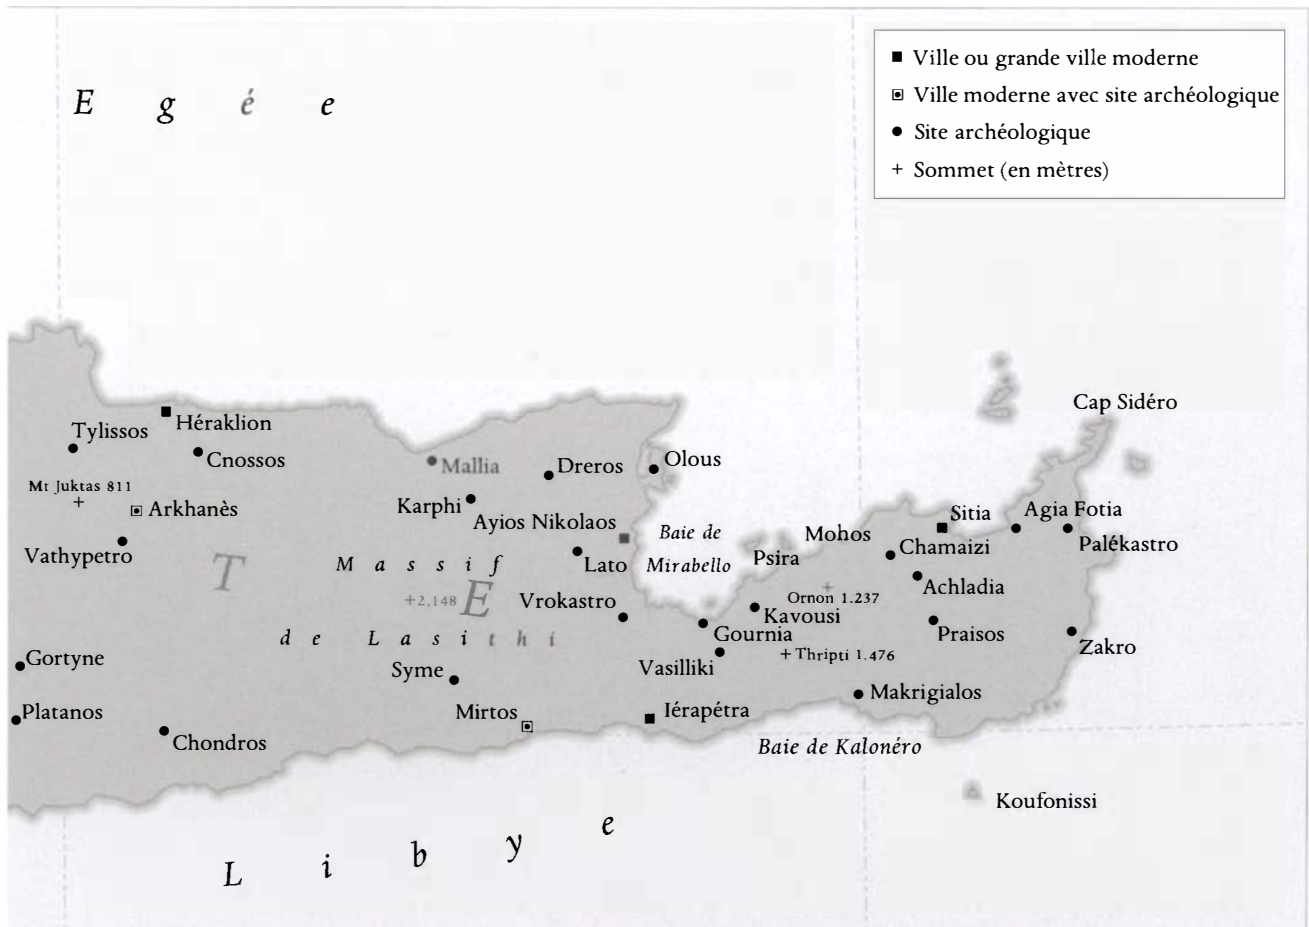 E g é e
Ville ou grande ville moderne
Ville moderne avec site archéologique
Site archéologique
+ Sommet (en mètres)
Cap Sidéro
Tylissos
Héraklion
Cnossos
Mallia
Dreros
Olous
Mt Juktas 811
+
Arkhanès
Karphi
Ayios Nikolaos
Vathypetro
Baie de
Mirabello
Mohos
Sitia
Agia Fotia
Palékastro
Chamaizi
Psira
Lato
Achladia
T
E
M a s s i f
+2,148
d e L a s i t h i
Vrokastro
Ornon 1.237
+
Kavousi
Gournia
Praisos
Zakro
Vasilliki
+ Thripti 1.476
Gortyne
Syme
Makrigialos
Platanos
Mirtos
Iérapétra
Chondros
Baie de Kalonéro
Koufonissi
L i b y e